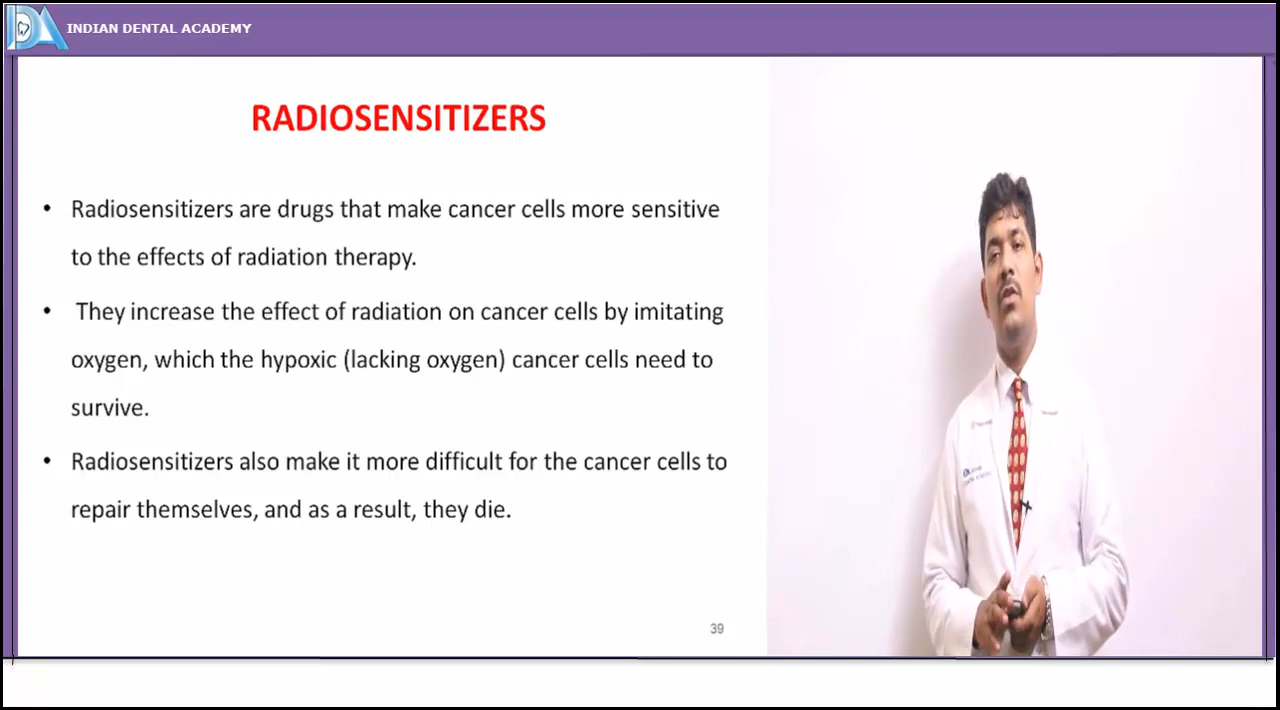 INDIAN DENTAL ACADEMY
RADIOSENSITIZERS
• Radiosensitizers are drugs that make cancer cells more sensitive
to the effects of radiation therapy.
• They increase the effect of radiation on cancer cells by imitating
oxygen, which the hypoxic (lacking oxygen) cancer cells need to
survive.
• Radiosensitizers also make it more difficult for the cancer cells to
repair themselves, and as a result, they die.
39